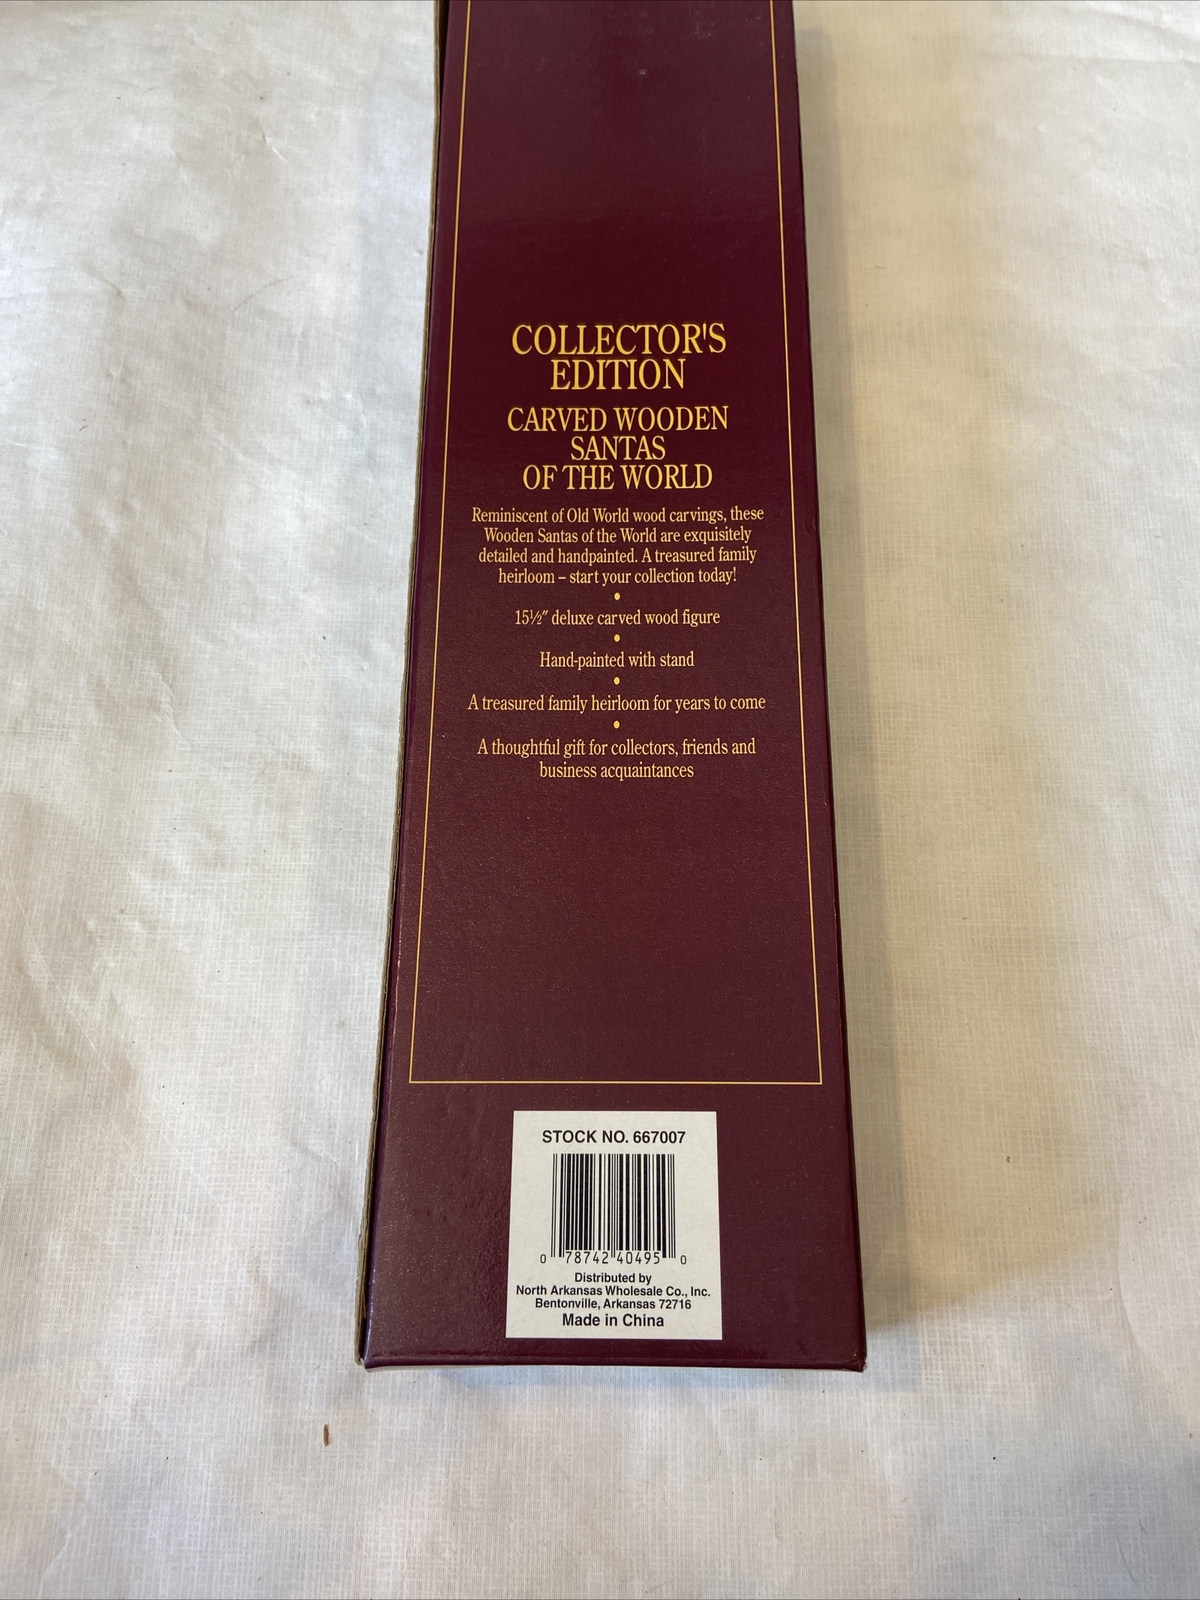 COLLECTOR'S
EDITION
CARVED WOODEN
SANTAS
OF THE WORLD
Reminiscent of Old World wood carvings, these
Wooden Santas of the World are exquisitely
detailed and handpainted. A treasured family
heirloom – start your collection today!
•
15½" deluxe carved wood figure
•
Hand-painted with stand
•
A treasured family heirloom for years to come
•
A thoughtful gift for collectors, friends and
business acquaintances
STOCK NO. 667007
0 78742 40495 0
Distributed by
North Arkansas Wholesale Co., Inc.
Bentonville, Arkansas 72716
Made in China